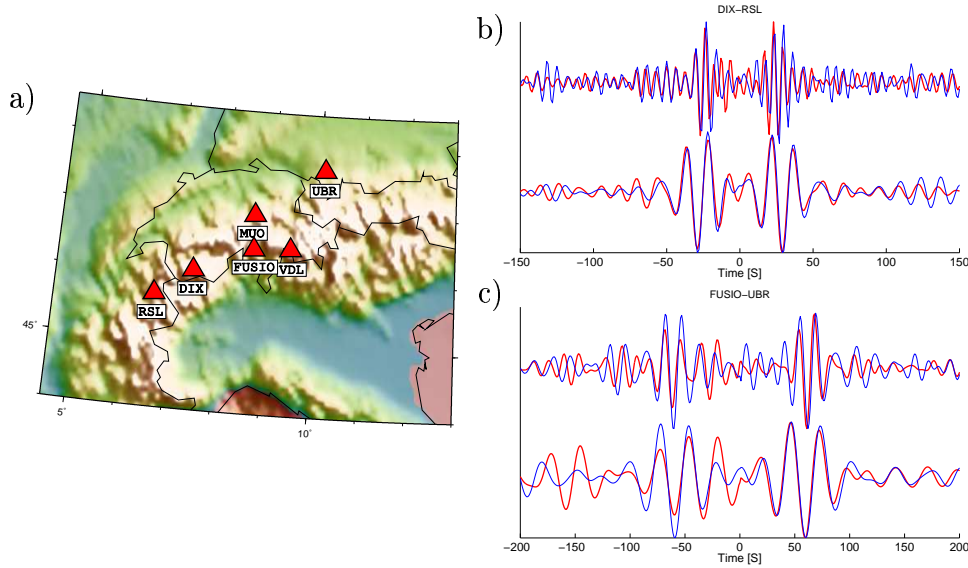 a)
UBR
MUO
FUSIO
VDL
DIX
RSL
45°
5°
10°
b)
DIX−RSL
−150 −100 −50 0 50 100 150
Time [S]
c)
FUSIO−UBR
−200 −150 −100 −50 0 50 100 150 200
Time [S]